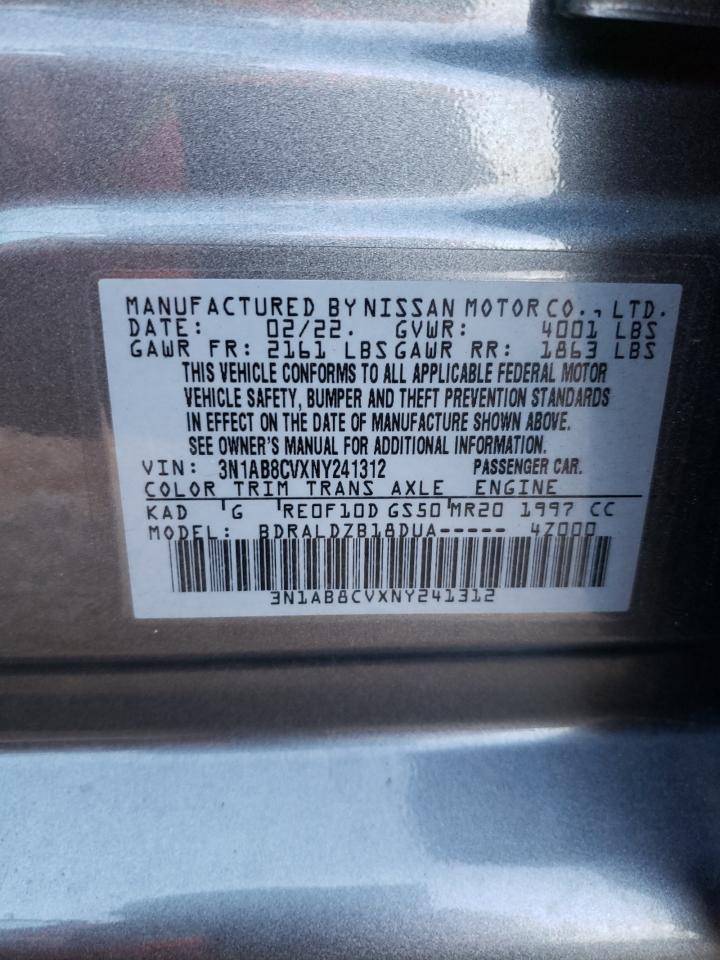 MANUFACTURED BY NISSAN MOTOR CO., LTD.
DATE: 02/22. GVWR: 4001 LBS
GAWR FR: 2161 LBS GAWR RR: 1863 LBS
THIS VEHICLE CONFORMS TO ALL APPLICABLE FEDERAL MOTOR
VEHICLE SAFETY, BUMPER AND THEFT PREVENTION STANDARDS
IN EFFECT ON THE DATE OF MANUFACTURE SHOWN ABOVE.
SEE OWNER'S MANUAL FOR ADDITIONAL INFORMATION.
VIN: 3N1AB8CVXNY241312 PASSENGER CAR.
COLOR TRIM TRANS AXLE ENGINE
KAD 'G 'RE0F10D GS50'MR20 1997 CC
MODEL: BDRALDZB18DUA----- 4Z000
3N1AB8CVXNY241312